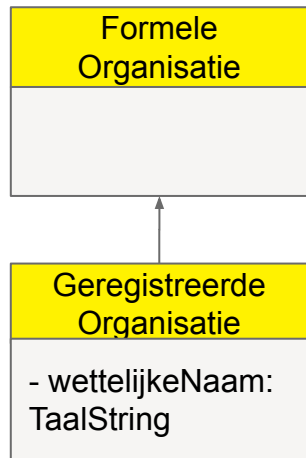 Formele
Organisatie
Geregistreerde
Organisatie
- wettelijkeNaam:
TaalString